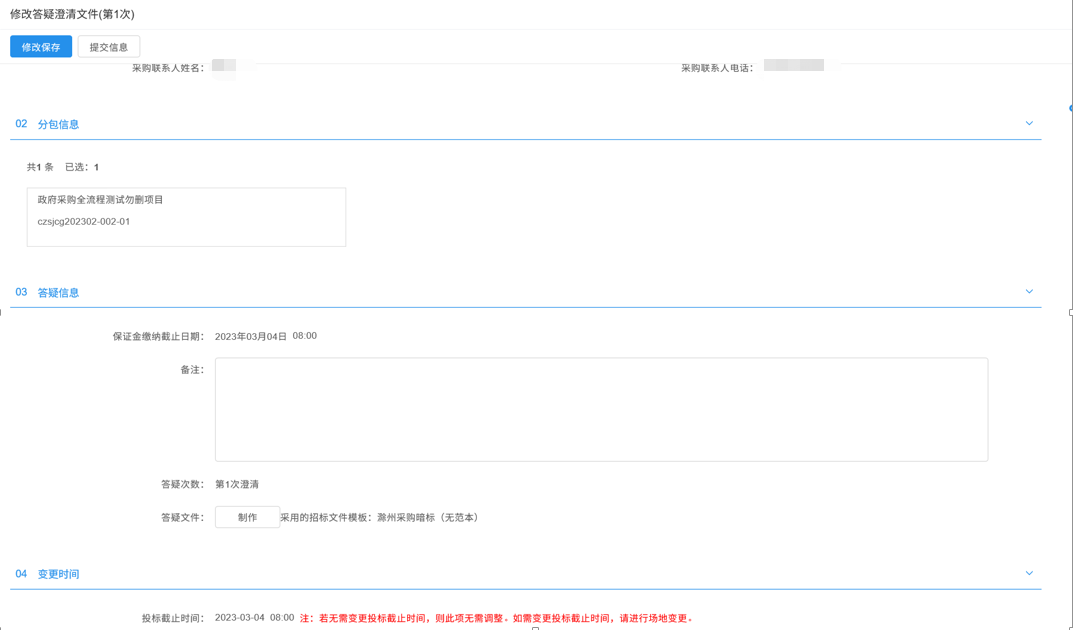 修改答疑澄清文件(第1次)
修改保存 提交信息
采购联系人姓名： 采购联系人电话：
02 分包信息
共1 条 已选：1
政府采购全流程测试勿删项目
czsjcg202302-002-01
03 答疑信息
保证金缴纳截止日期： 2023年03月04日 08:00
备注：
答疑次数： 第1次澄清
答疑文件： 制作 采用的招标文件模板：滁州采购暗标（无范本）
04 变更时间
投标截止时间： 2023-03-04 08:00 注：若无需变更投标截止时间，则此项无需调整。如需变更投标截止时间，请进行场地变更。